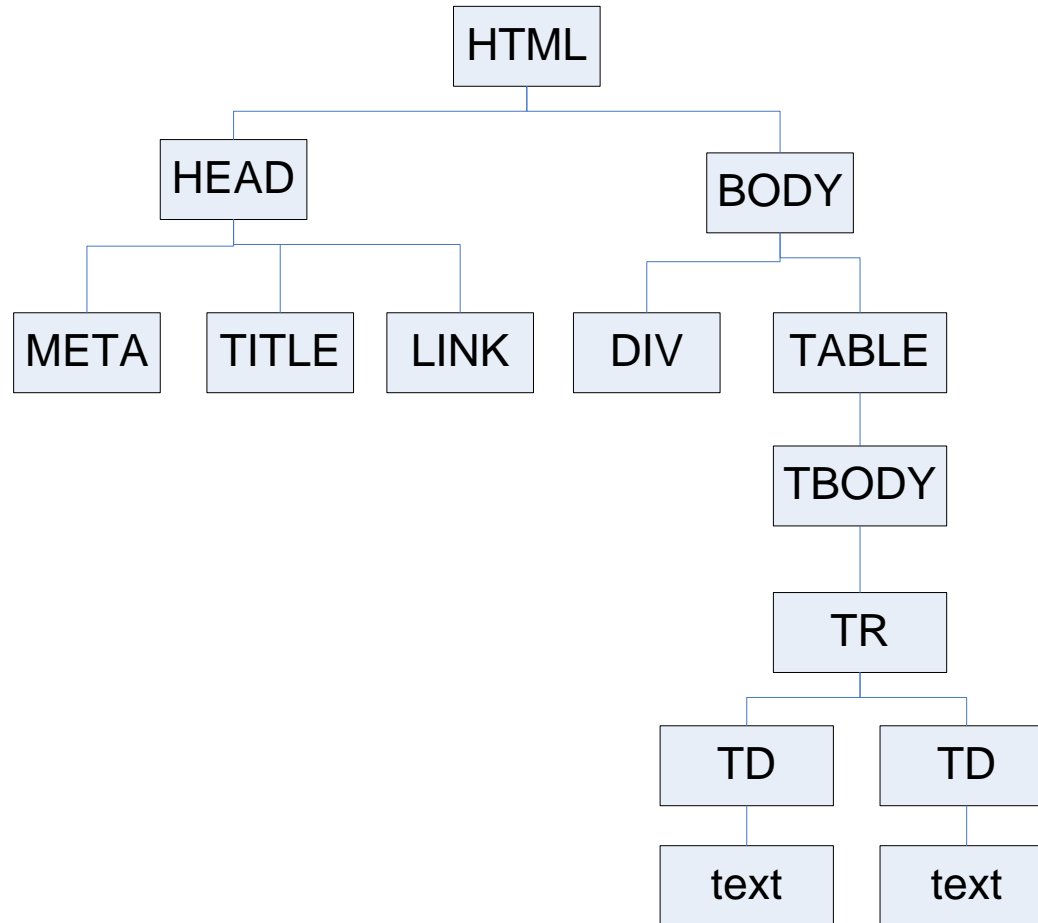 HTML
HEAD
BODY
META
TITLE
LINK
DIV
TABLE
TBODY
TR
TD
TD
text
text